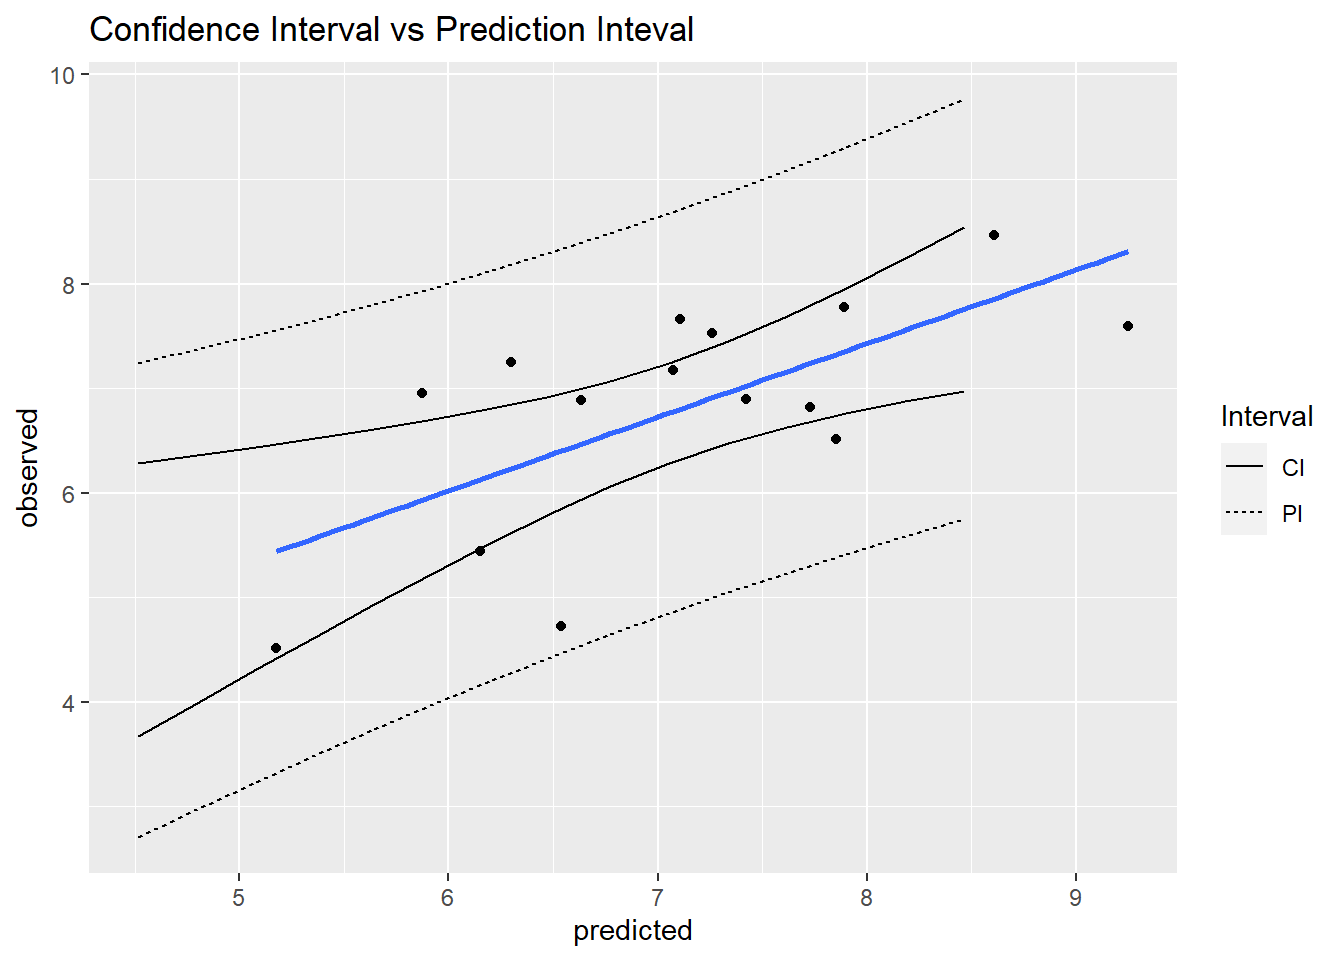 Confidence Interval vs Prediction Inteval
10
8
6
4
observed
5 6 7 8 9
predicted
Interval
CI
PI